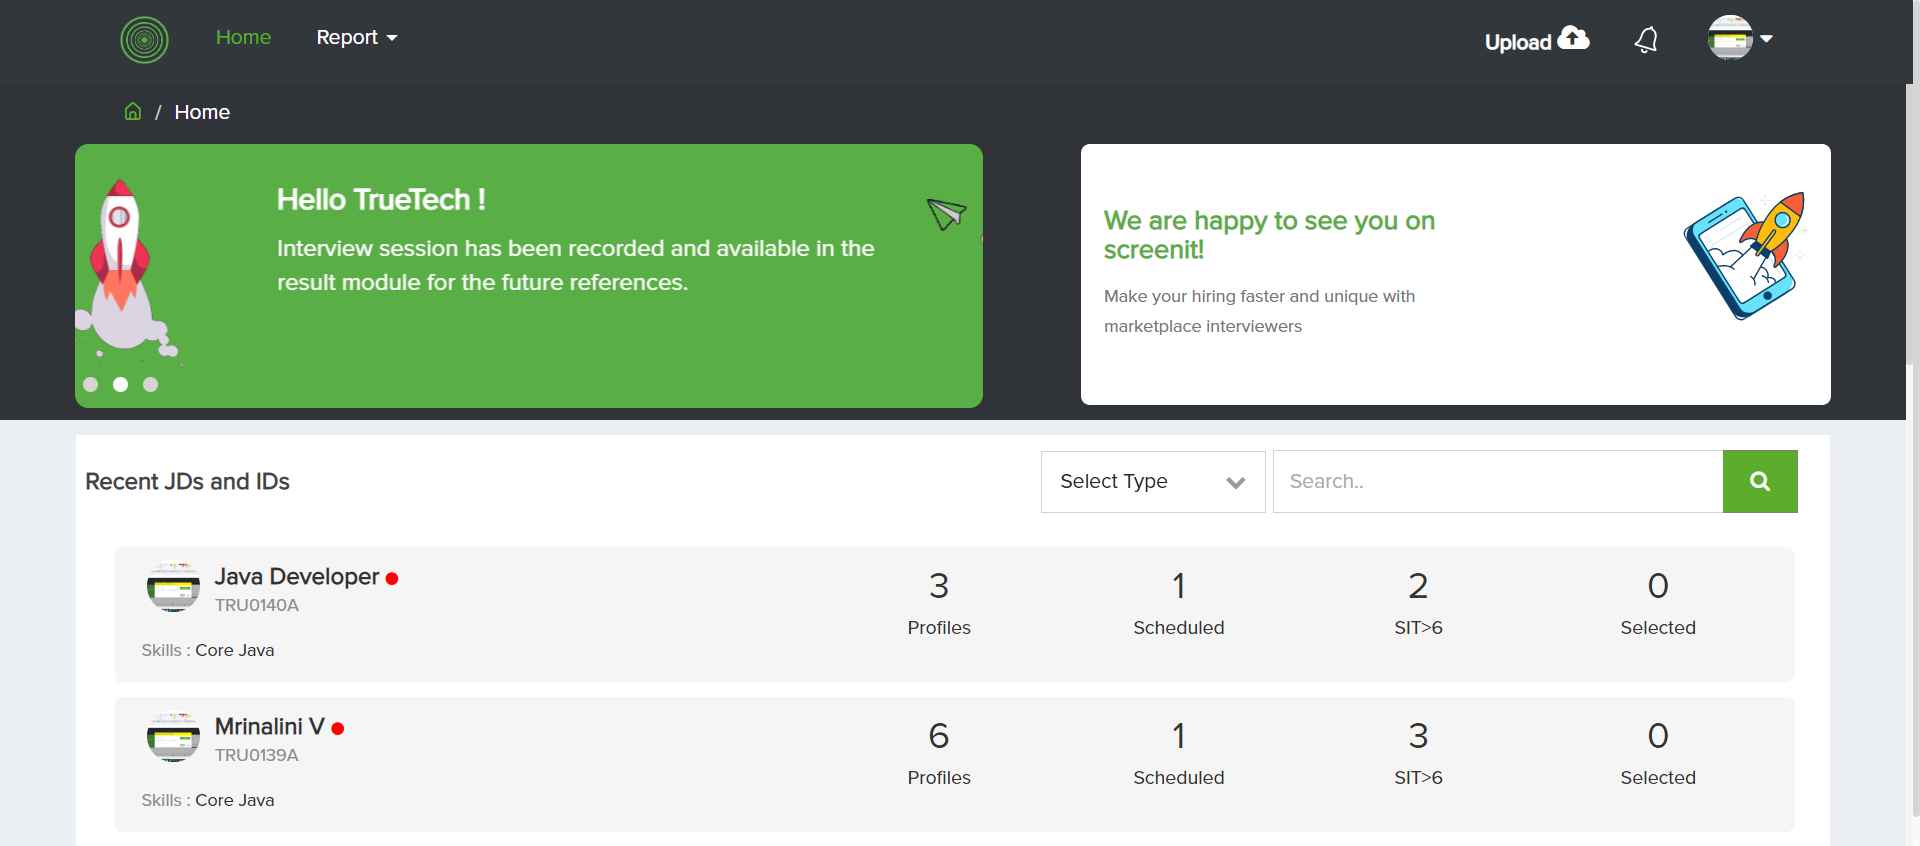 Home
Report
Upload
/ Home
Hello TrueTech !
Interview session has been recorded and available in the
result module for the future references.
We are happy to see you on
screenit!
Make your hiring faster and unique with
marketplace interviewers
Recent JDs and IDs
Select Type
Search..
Java Developer
TRU0140A
Skills : Core Java
3
Profiles
1
Scheduled
2
SIT>6
0
Selected
Mrinalini V
TRU0139A
Skills : Core Java
6
Profiles
1
Scheduled
3
SIT>6
0
Selected